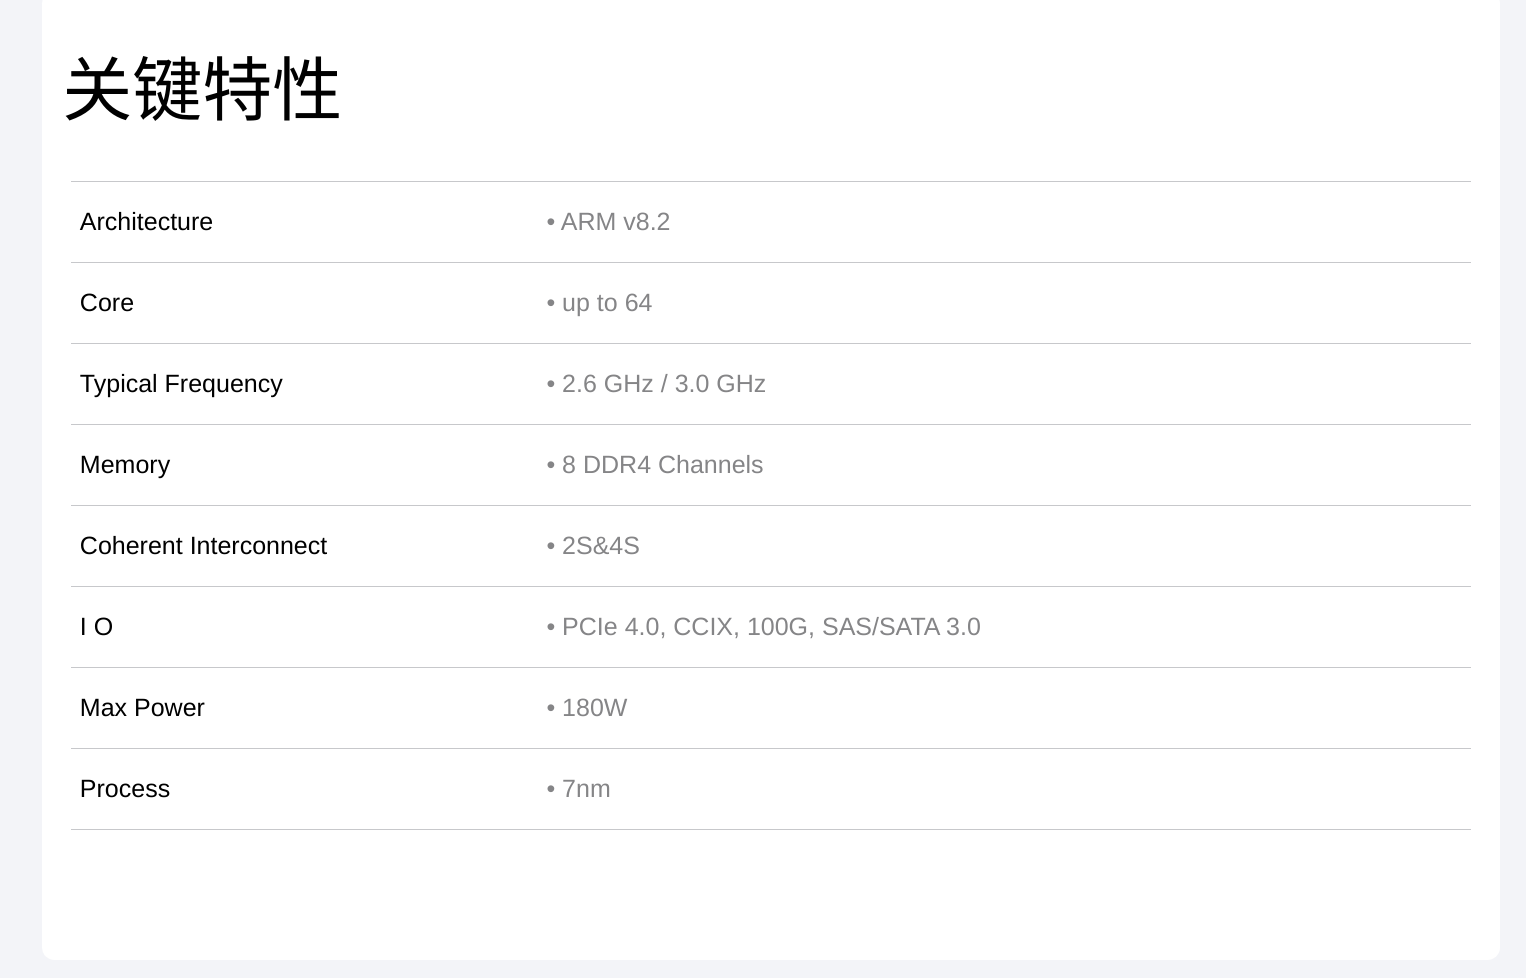 关键特性
Architecture • ARM v8.2
Core • up to 64
Typical Frequency • 2.6 GHz / 3.0 GHz
Memory • 8 DDR4 Channels
Coherent Interconnect • 2S&4S
I O • PCIe 4.0, CCIX, 100G, SAS/SATA 3.0
Max Power • 180W
Process • 7nm